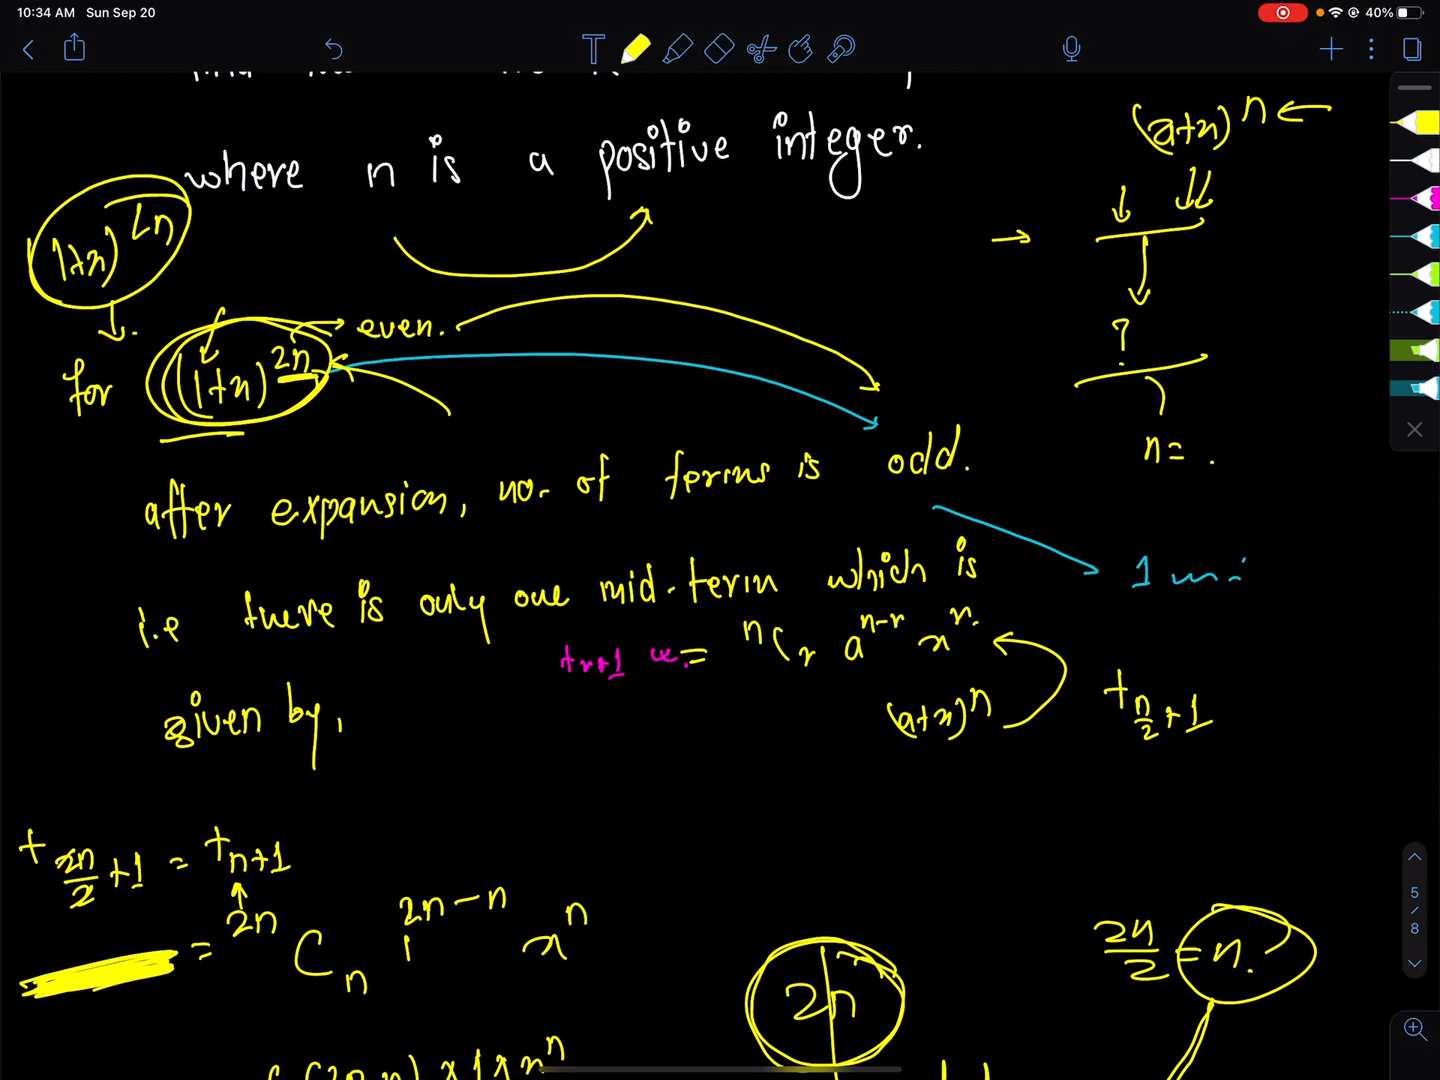 10:34 AM Sun Sep 20
40%
(a+x)^n ←
where n is a positive integer.
(1+x)^2n
→ even.
?
for (1+x)^2n
n = .
after expansion, no. of terms is odd.
i.e there is only one mid-term which is
t_r+1 = nCr a^n-r x^r.
given by,
(a+x)^n
t_n/2+1
t_2n/2+1 = t_n+1
= 2nCn 1^2n-n x^n
2n
2n/2 = n.
5
/
8